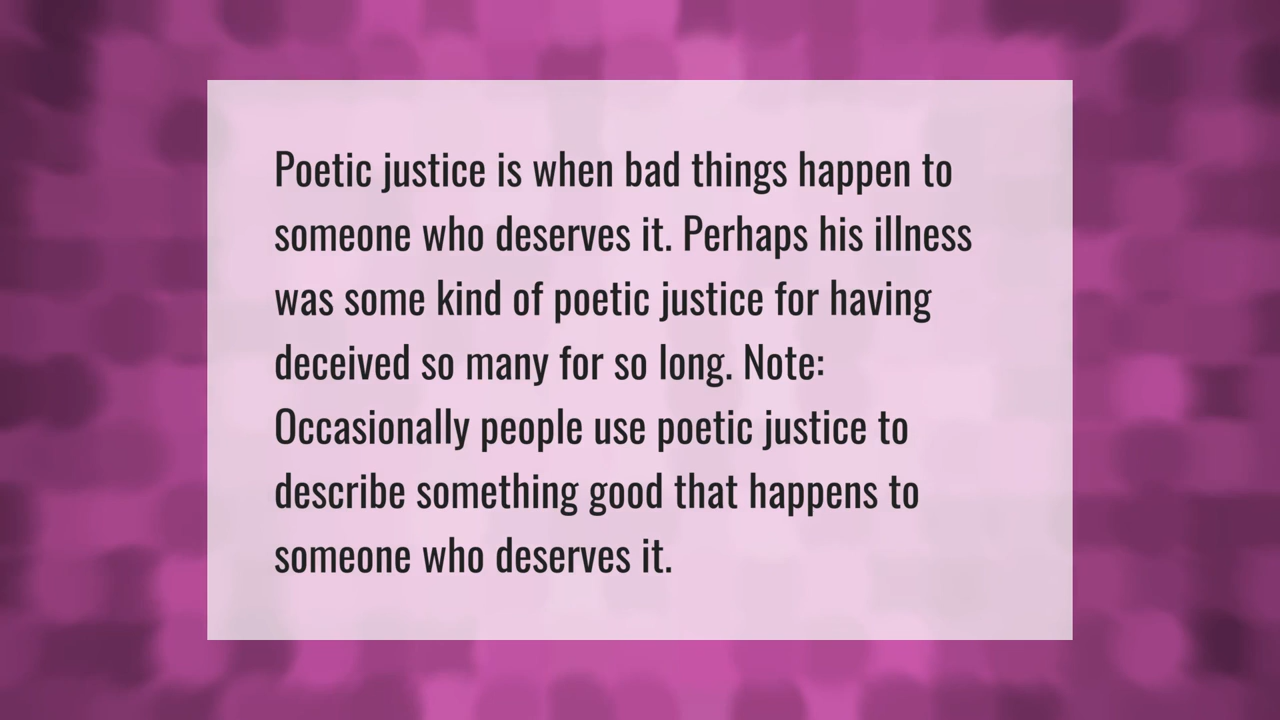 Poetic justice is when bad things happen to
someone who deserves it. Perhaps his illness
was some kind of poetic justice for having
deceived so many for so long. Note:
Occasionally people use poetic justice to
describe something good that happens to
someone who deserves it.